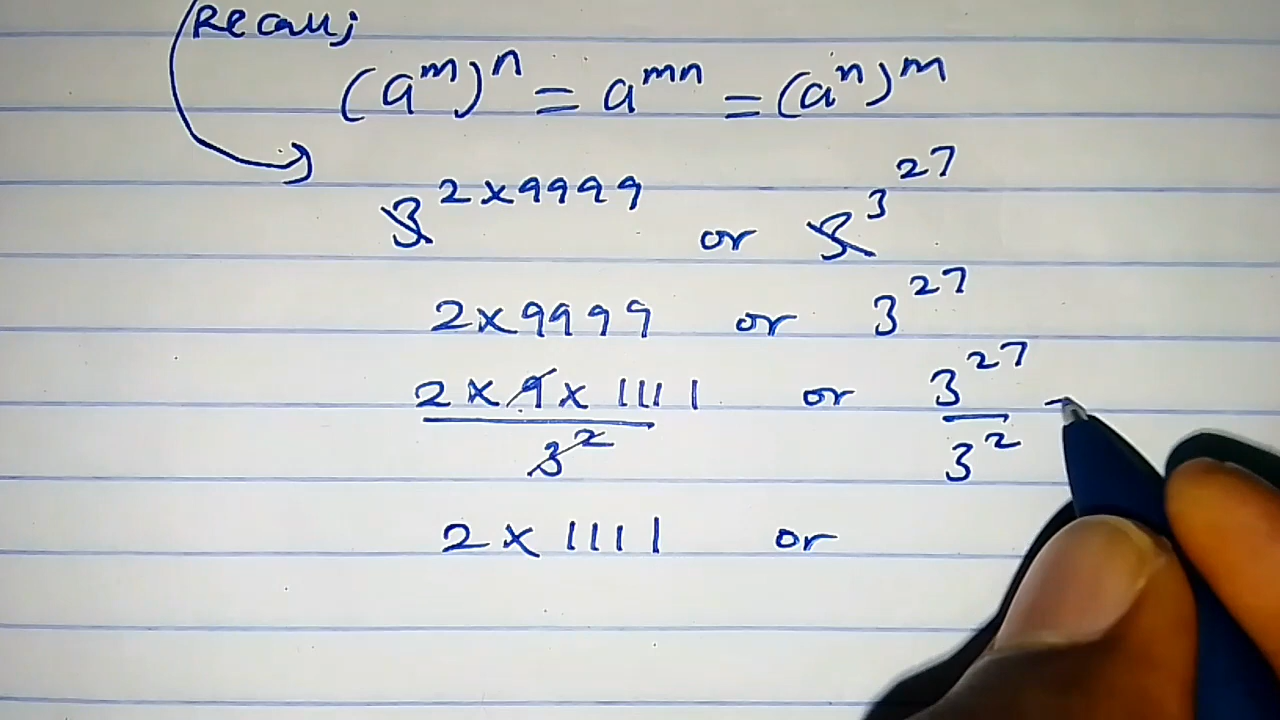 Recall;
(a^m)^n = a^mn = (a^n)^m
3^2×9999 or 3^3^27
2×9999 or 3^27
2×9×1111/3^2 or 3^27/3^2
2×1111 or